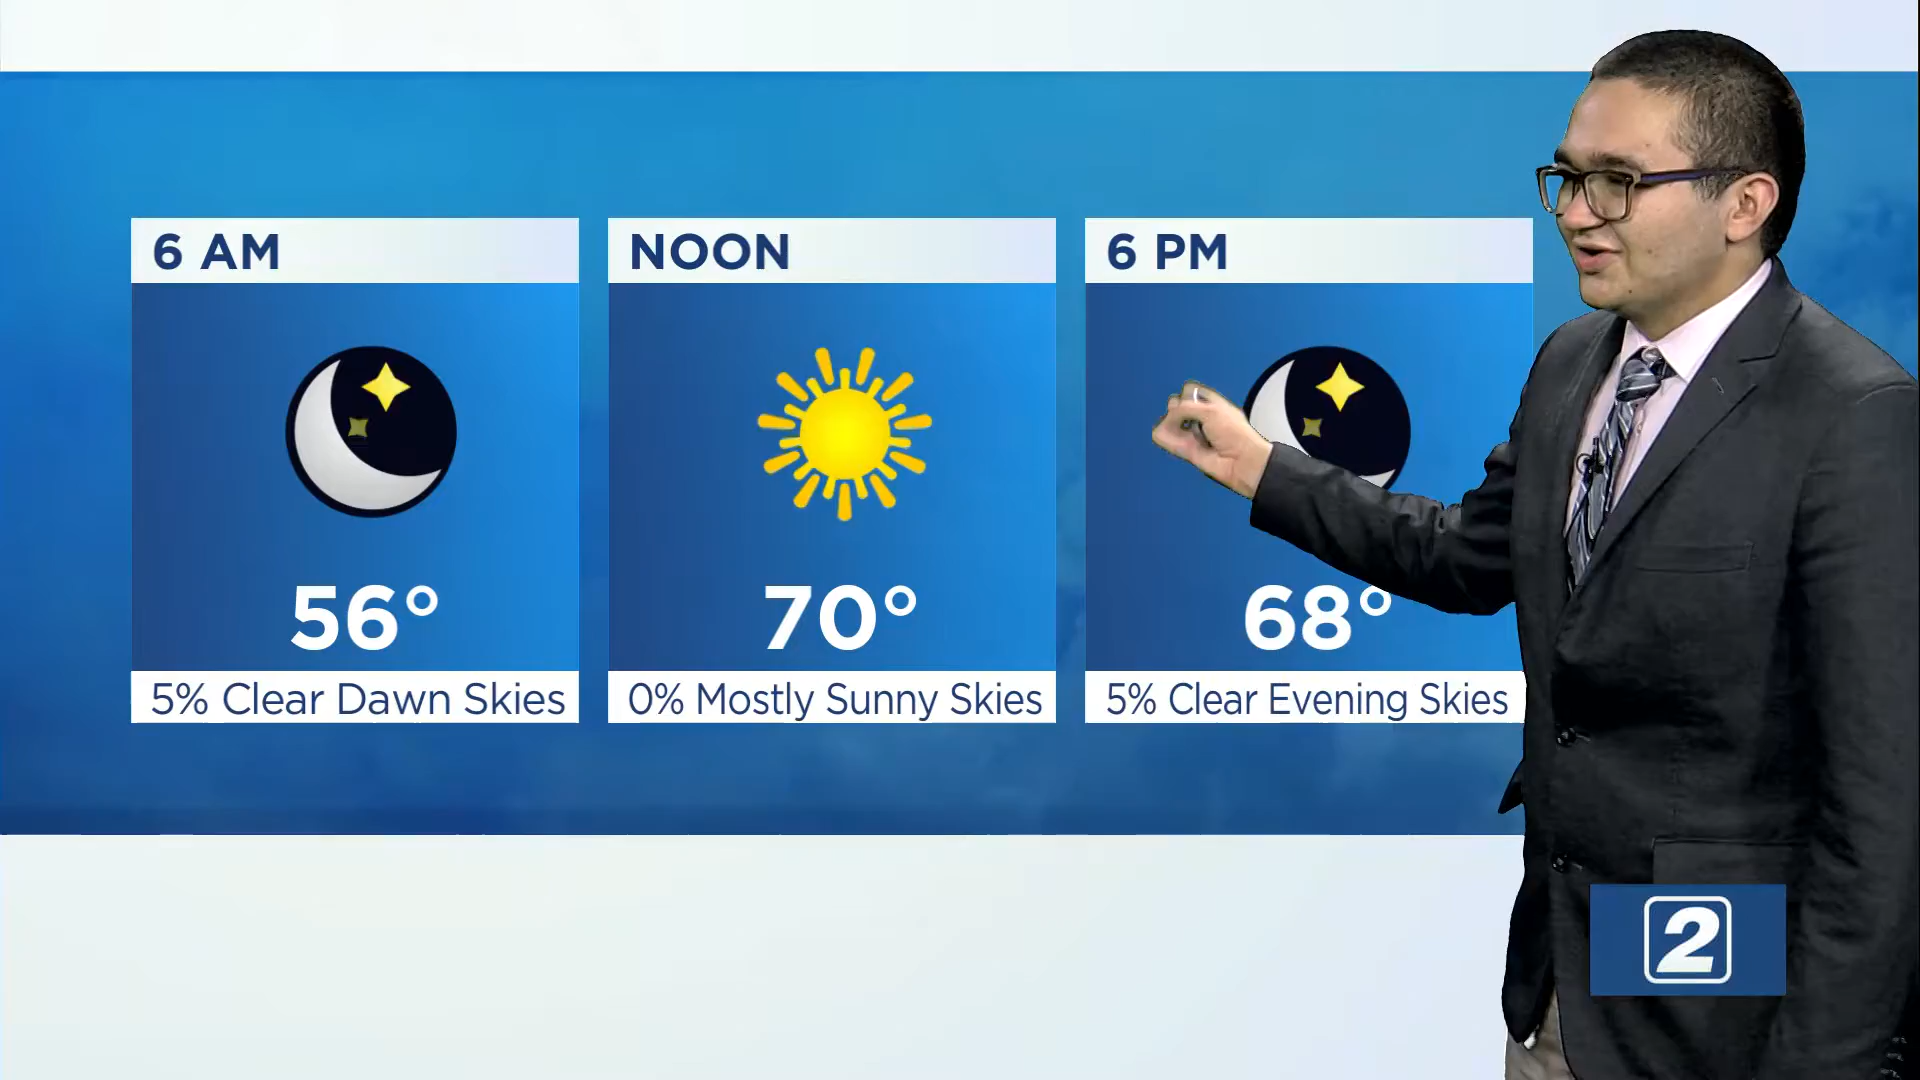 6 AM
56°
5% Clear Dawn Skies
NOON
70°
0% Mostly Sunny Skies
6 PM
68°
5% Clear Evening Skies
2